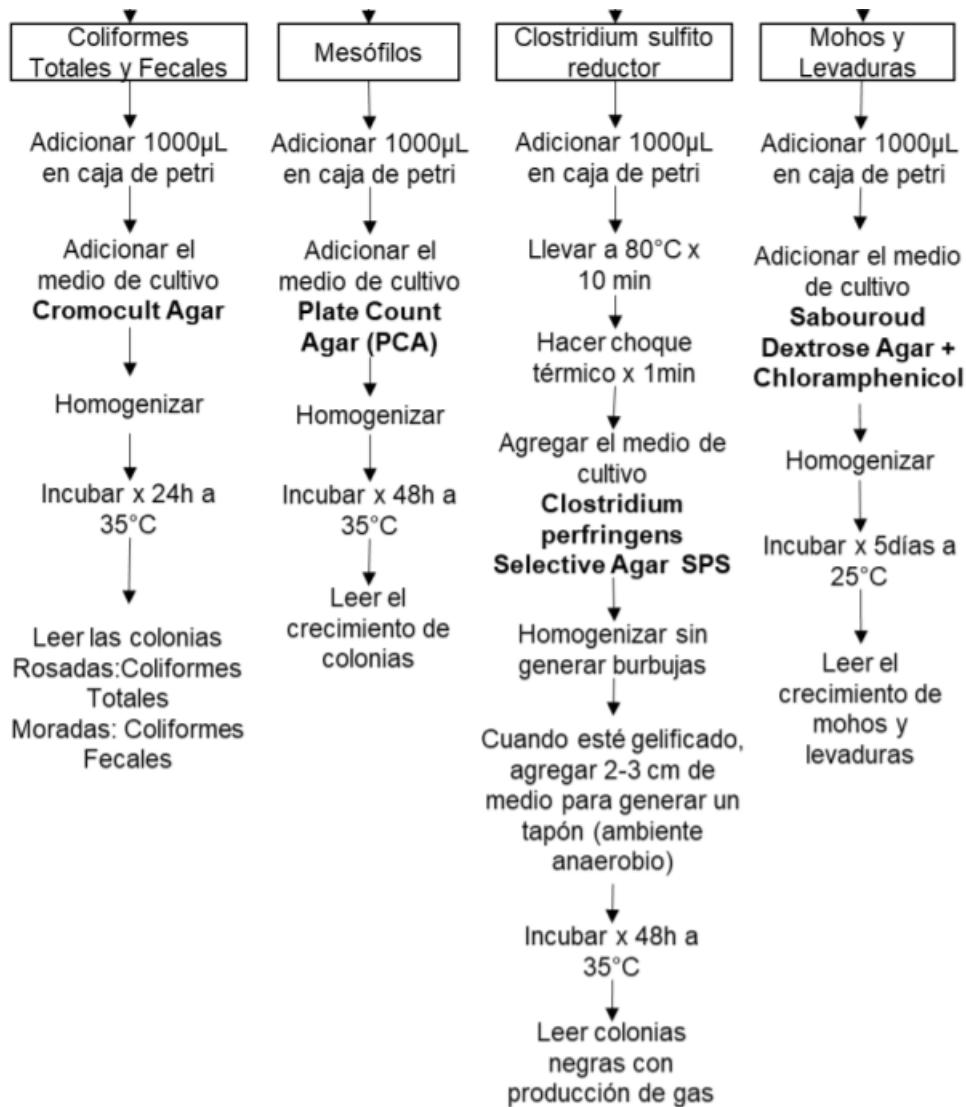 Coliformes
Totales y Fecales
Adicionar 1000µL
en caja de petri
Adicionar el
medio de cultivo
Cromocult Agar
Homogenizar
Incubar x 24h a
35°C
Leer las colonias
Rosadas:Coliformes
Totales
Moradas: Coliformes
Fecales
Mesófilos
Adicionar 1000µL
en caja de petri
Adicionar el
medio de cultivo
Plate Count
Agar (PCA)
Homogenizar
Incubar x 48h a
35°C
Leer el
crecimiento de
colonias
Clostridium sulfito
reductor
Adicionar 1000µL
en caja de petri
Llevar a 80°C x
10 min
Hacer choque
térmico x 1min
Agregar el medio de
cultivo
Clostridium
perfringens
Selective Agar SPS
Homogenizar sin
generar burbujas
Cuando esté gelificado,
agregar 2-3 cm de
medio para generar un
tapón (ambiente
anaerobio)
Incubar x 48h a
35°C
Leer colonias
negras con
producción de gas
Mohos y
Levaduras
Adicionar 1000µL
en caja de petri
Adicionar el medio
de cultivo
Sabouroud
Dextrose Agar +
Chloramphenicol
Homogenizar
Incubar x 5días a
25°C
Leer el
crecimiento de
mohos y
levaduras